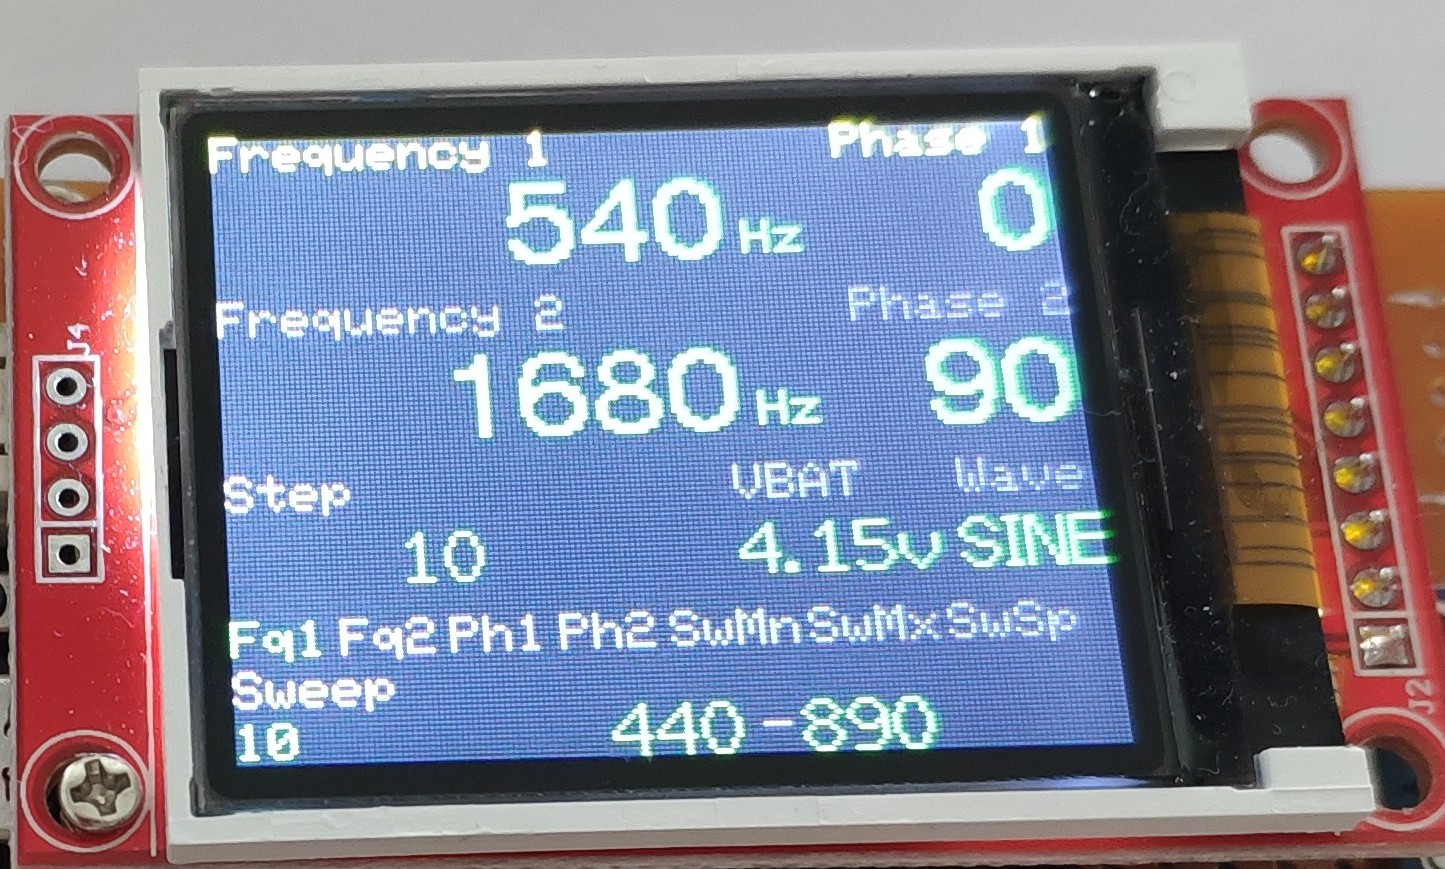 Frequency 1 Phase 1
540 Hz 0
Frequency 2 Phase 2
1680 Hz 90
Step VBAT Wave
10 4.15v SINE
Fq1 Fq2 Ph1 Ph2 SwMn SwMx SwSp
Sweep
10 440-890
J4
J2